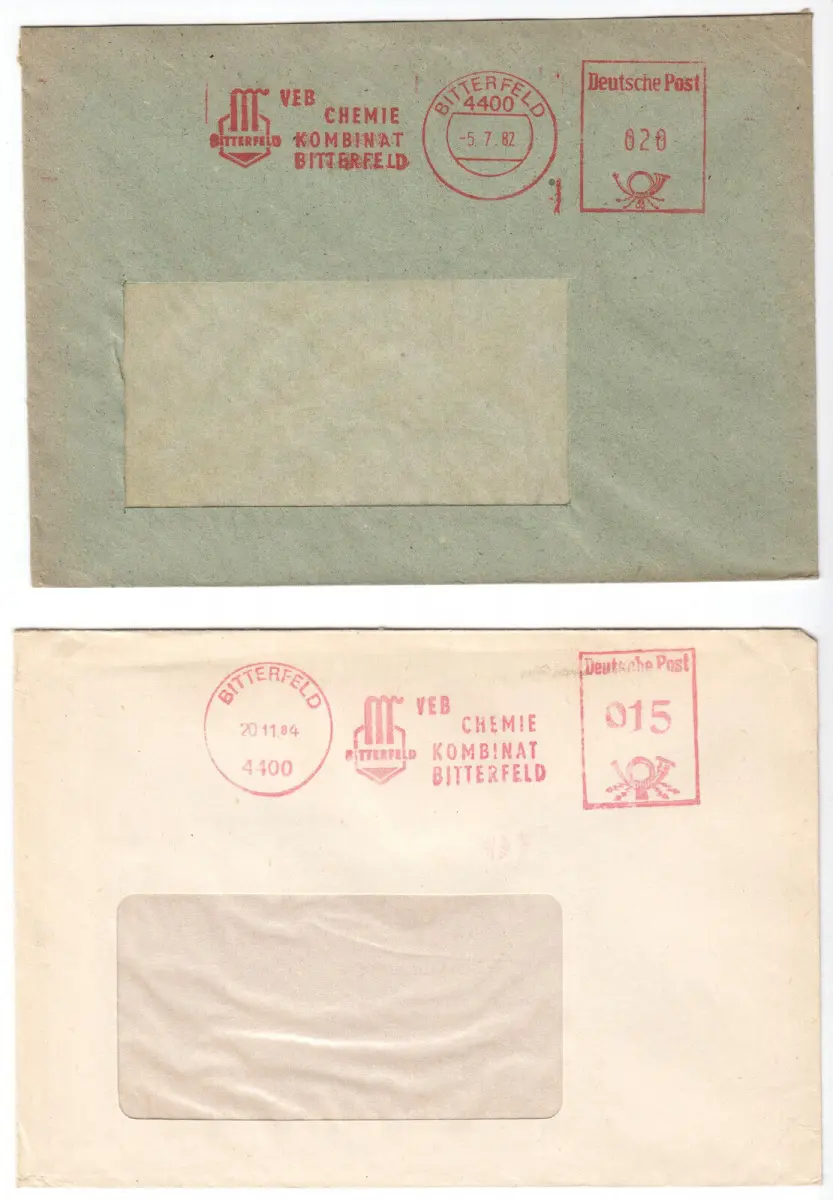 BITTERFELD
VEB
CHEMIE
KOMBINAT
BITTERFELD
BITTERFELD
4400
-5.7.82
Deutsche Post
020
BITTERFELD
20.11.84
4400
BITTERFELD
VEB
CHEMIE
KOMBINAT
BITTERFELD
Deutsche Post
015